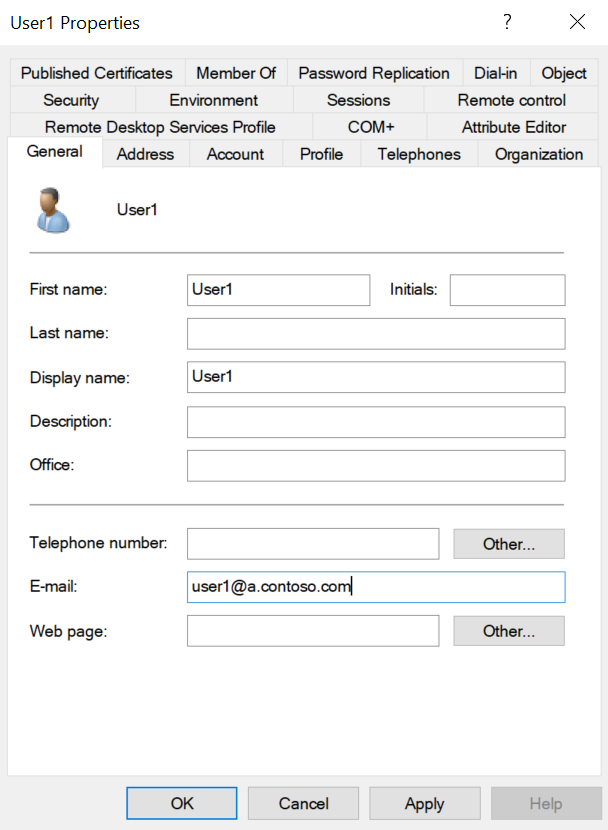 User1 Properties ?
Published Certificates Member Of Password Replication Dial-in Object
Security Environment Sessions Remote control
Remote Desktop Services Profile COM+ Attribute Editor
General Address Account Profile Telephones Organization
User1
First name: User1 Initials:
Last name:
Display name: User1
Description:
Office:
Telephone number: Other...
E-mail: user1@a.contoso.com
Web page: Other...
OK Cancel Apply Help